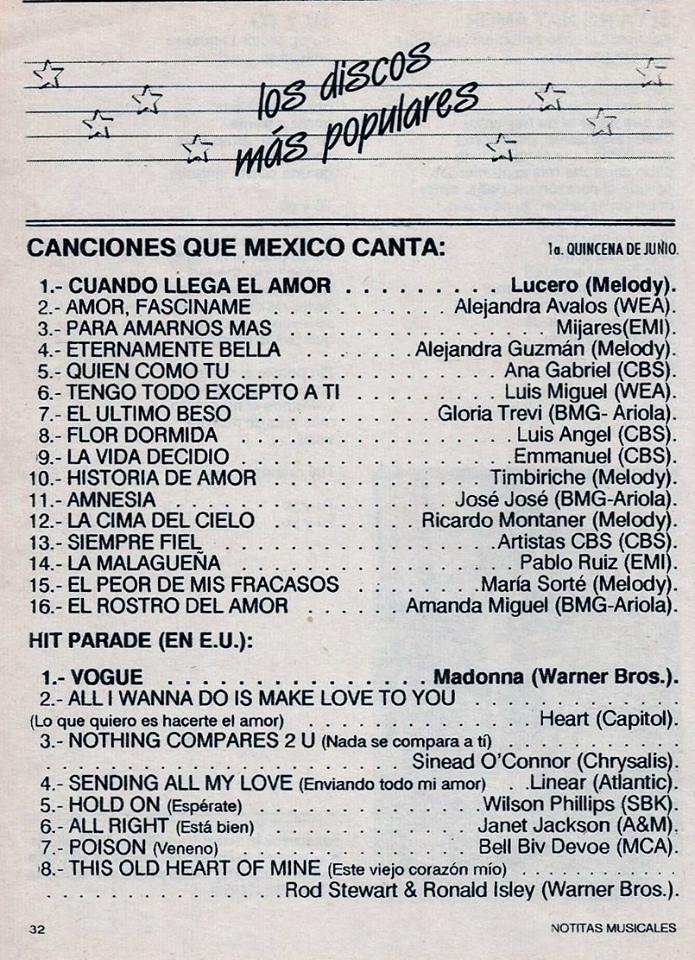 los discos
más populares
CANCIONES QUE MEXICO CANTA: 1a. QUINCENA DE JUNIO.
1.- CUANDO LLEGA EL AMOR . . . . . . . . . Lucero (Melody).
2.- AMOR, FASCINAME . . . . . . . . . . . Alejandra Avalos (WEA).
3.- PARA AMARNOS MAS . . . . . . . . . . . . . . . . . . Mijares(EMI).
4.- ETERNAMENTE BELLA . . . . . . . . Alejandra Guzmán (Melody).
5.- QUIEN COMO TU . . . . . . . . . . . . . . . . Ana Gabriel (CBS).
6.- TENGO TODO EXCEPTO A TI . . . . . . . . . Luis Miguel (WEA).
7.- EL ULTIMO BESO . . . . . . . . . . . . Gloria Trevi (BMG- Ariola).
8.- FLOR DORMIDA . . . . . . . . . . . . . . . . Luis Angel (CBS).
9.- LA VIDA DECIDIO . . . . . . . . . . . . . . . Emmanuel (CBS).
10.- HISTORIA DE AMOR . . . . . . . . . . . . Timbiriche (Melody).
11.- AMNESIA . . . . . . . . . . . . . . . . José José (BMG-Ariola).
12.- LA CIMA DEL CIELO . . . . . . . . . Ricardo Montaner (Melody).
13.- SIEMPRE FIEL . . . . . . . . . . . . . . . . Artistas CBS (CBS).
14.- LA MALAGUEÑA . . . . . . . . . . . . . . . . Pablo Ruiz (EMI).
15.- EL PEOR DE MIS FRACASOS . . . . . . . María Sorté (Melody).
16.- EL ROSTRO DEL AMOR . . . . . . Amanda Miguel (BMG-Ariola).
HIT PARADE (EN E.U.):
1.- VOGUE . . . . . . . . . . . . . . . . Madonna (Warner Bros.).
2.- ALL I WANNA DO IS MAKE LOVE TO YOU . . . . . . . . . . . .
(Lo que quiero es hacerte el amor) . . . . . . . . . . . . Heart (Capitol).
3.- NOTHING COMPARES 2 U (Nada se compara a tí) . . . . . . . . . .
. . . . . . . . . . . . . . . . . . . . Sinead O'Connor (Chrysalis).
4.- SENDING ALL MY LOVE (Enviando todo mi amor) . .Linear (Atlantic).
5.- HOLD ON (Espérate) . . . . . . . . . . . . .Wilson Phillips (SBK).
6.- ALL RIGHT (Está bien) . . . . . . . . . . . . Janet Jackson (A&M).
7.- POISON (Veneno) . . . . . . . . . . . . . . Bell Biv Devoe (MCA).
8.- THIS OLD HEART OF MINE (Este viejo corazón mío) . . . . . . . . .
. . . . . . . . . . . . .Rod Stewart & Ronald Isley (Warner Bros.).
32 NOTITAS MUSICALES